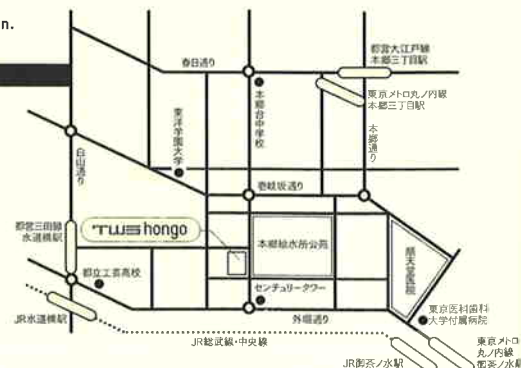 n.
都営大江戸線
本郷三丁目駅
春日通り
東京メトロ丸ノ内線
本郷三丁目駅
本郷台中学校
東洋学園大学
本郷通り
白山通り
壱岐坂通り
都営三田線
水道橋駅
TWS hongo
本郷給水所公苑
順天堂医院
都立工芸高校
センチュリータワー
東京医科歯科
大学付属病院
外堀通り
JR水道橋駅
JR総武線・中央線
東京メトロ
丸ノ内線
御茶ノ水駅
JR御茶ノ水駅